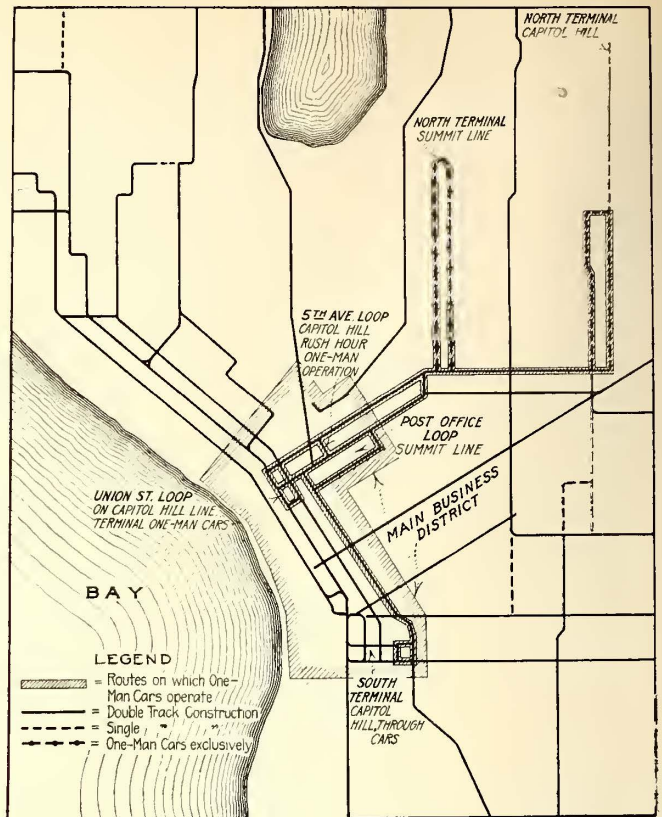 NORTH TERMINAL
CAPITOL HILL
NORTH TERMINAL
SUMMIT LINE
5TH AVE. LOOP
CAPITOL HILL
RUSH HOUR
ONE-MAN
OPERATION
POST OFFICE
LOOP
SUMMIT LINE
UNION ST. LOOP
ON CAPITOL HILL LINE
TERMINAL ONE-MAN CARS
MAIN BUSINESS
DISTRICT
BAY
LEGEND
= Routes on which One-
Man Cars operate
= Double Track Construction
= Single " "
= One-Man Cars exclusively
SOUTH
TERMINAL
CAPITOL
HILL, THROUGH
CARS